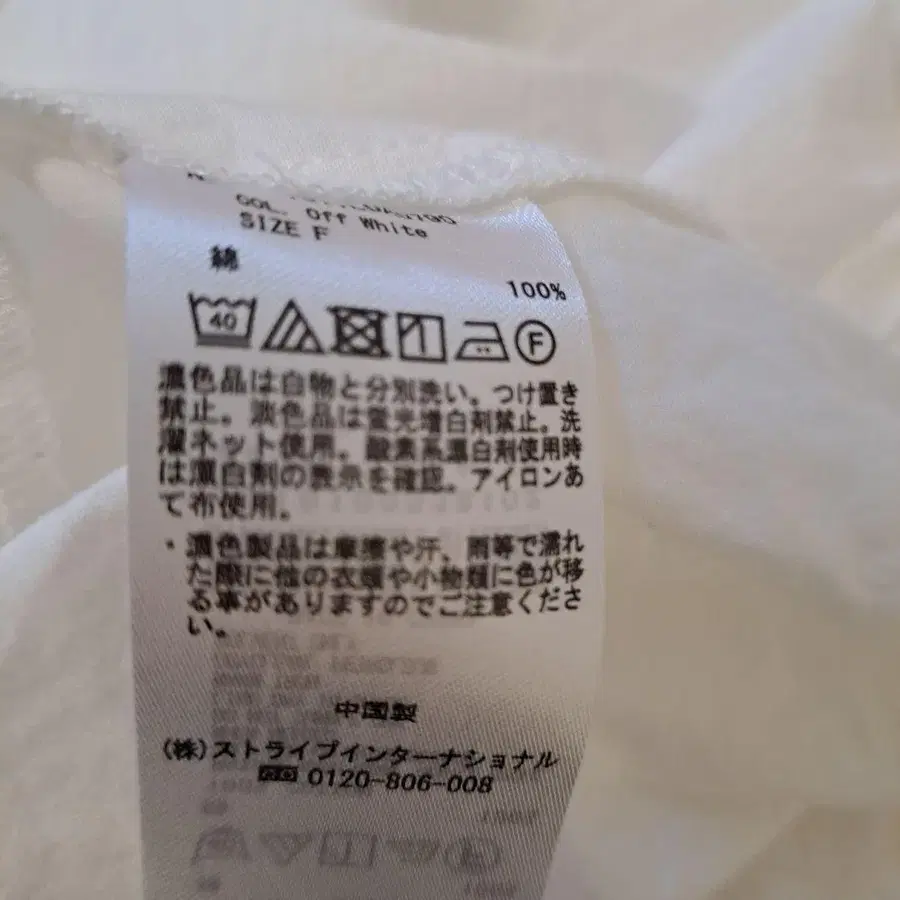 COL. Off White
SIZE F
綿 100%
40 F
濃色品は白物と分別洗い。つけ置き
禁止。淡色品は蛍光増白剤禁止。洗
濯ネット使用。酸素系漂白剤使用時
は漂白剤の表示を確認。アイロンあ
て布使用。
・濃色製品は摩擦や汗、雨等で濡れ
た際に他の衣類や小物類に色が移
る事がありますのでご注意くださ
い。
中国製
(株)ストライプインターナショナル
0120-806-008